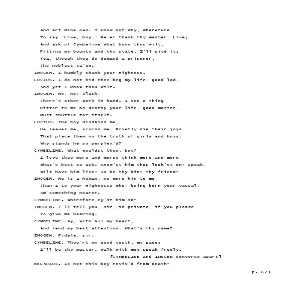 And art mine own. I know not why, wherefore
To say 'Live, boy.' Ne'er thank thy master. Live;
And ask of Cymbeline what boon thou wilt,
Fitting my bounty and thy state, I'll give it;
Yea, though thou do demand a prisoner,
The noblest ta'en.
IMOGEN. I humbly thank your Highness.
LUCIUS. I do not bid thee beg my life, good lad,
And yet I know thou wilt.
IMOGEN. No, no! Alack,
There's other work in hand. I see a thing
Bitter to me as death; your life, good master,
Must shuffle for itself.
LUCIUS. The boy disdains me,
He leaves me, scorns me. Briefly die their joys
That place them on the truth of girls and boys.
Why stands he so perplex'd?
CYMBELINE. What wouldst thou, boy?
I love thee more and more; think more and more
What's best to ask. Know'st him thou look'st on? Speak,
Wilt have him live? Is he thy kin? thy friend?
IMOGEN. He is a Roman, no more kin to me
Than I to your Highness; who, being born your vassal,
Am something nearer.
CYMBELINE. Wherefore ey'st him so?
IMOGEN. I'll tell you, sir, in private, if you please
To give me hearing.
CYMBELINE. Ay, with all my heart,
And lend my best attention. What's thy name?
IMOGEN. Fidele, sir.
CYMBELINE. Thou'rt my good youth, my page;
I'll be thy master. Walk with me; speak freely.
[CYMBELINE and IMOGEN converse apart]
BELARIUS. Is not this boy reviv'd from death?